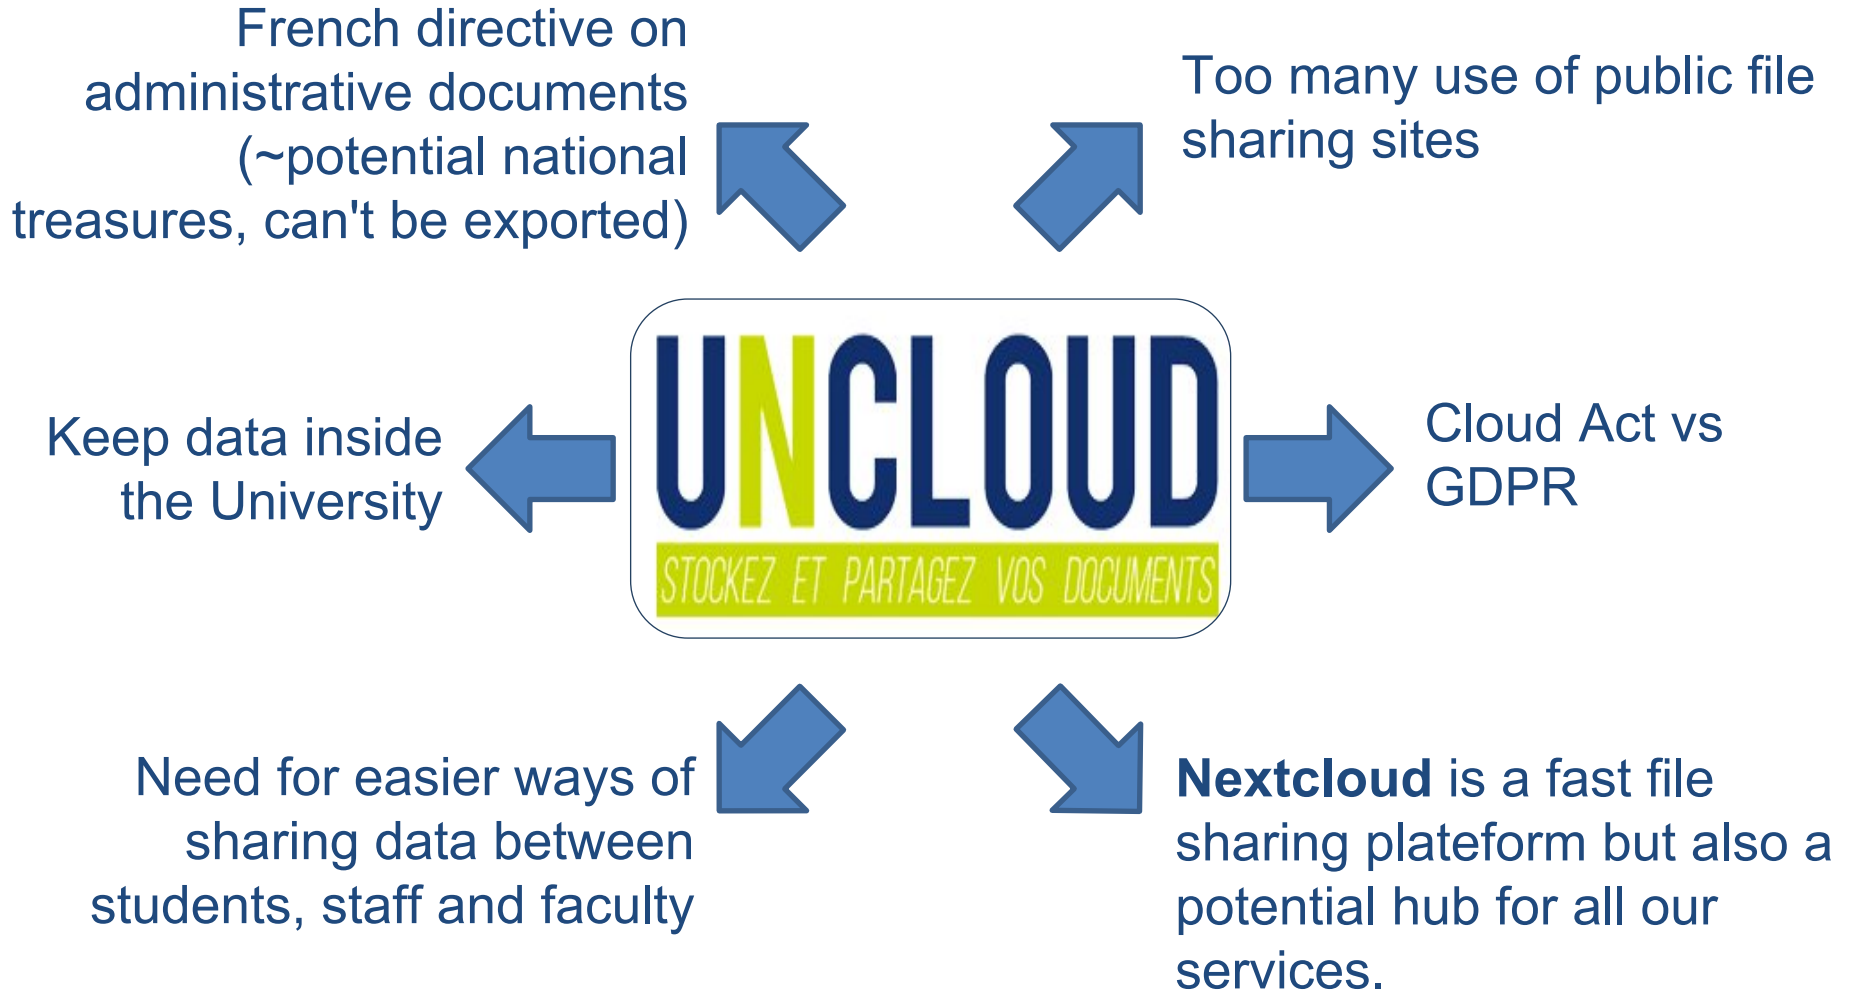 French directive on
administrative documents
(~potential national
treasures, can't be exported)
Too many use of public file
sharing sites
Keep data inside
the University
UNCLOUD
STOCKEZ ET PARTAGEZ VOS DOCUMENTS
Cloud Act vs
GDPR
Need for easier ways of
sharing data between
students, staff and faculty
Nextcloud is a fast file
sharing plateform but also a
potential hub for all our
services.